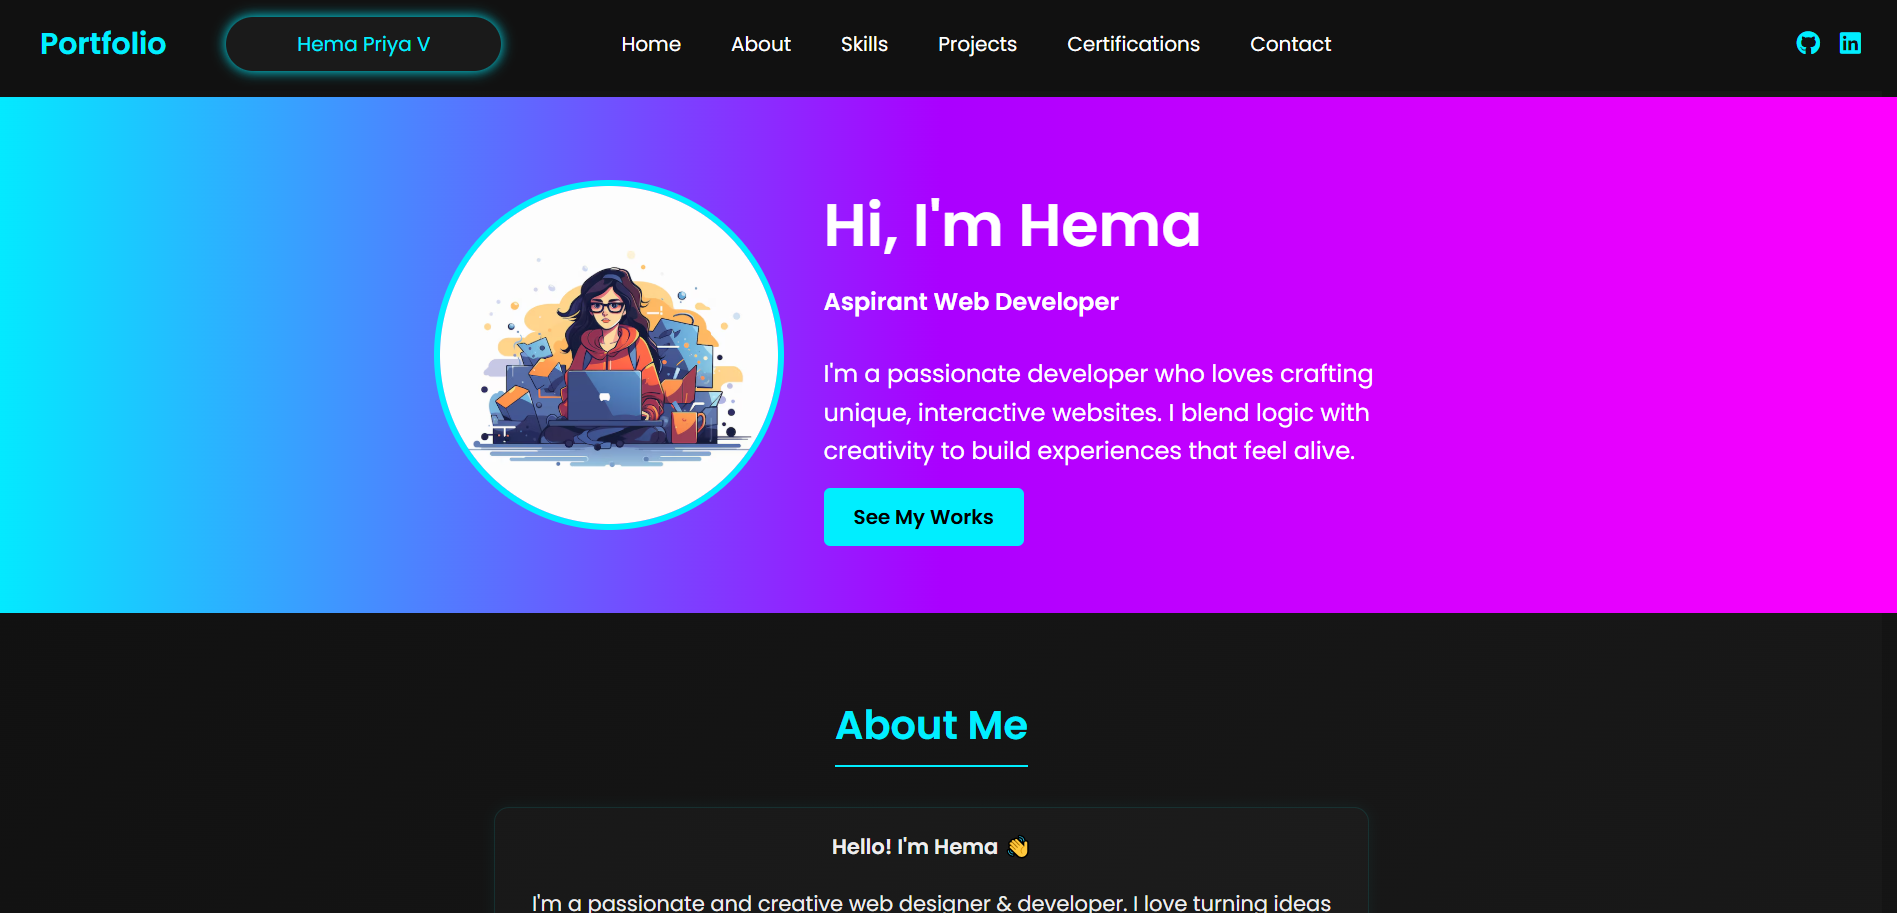 Portfolio
Hema Priya V
Home About Skills Projects Certifications Contact
Hi, I'm Hema
Aspirant Web Developer
I'm a passionate developer who loves crafting
unique, interactive websites. I blend logic with
creativity to build experiences that feel alive.
See My Works
About Me
Hello! I'm Hema 👋
I'm a passionate and creative web designer & developer. I love turning ideas